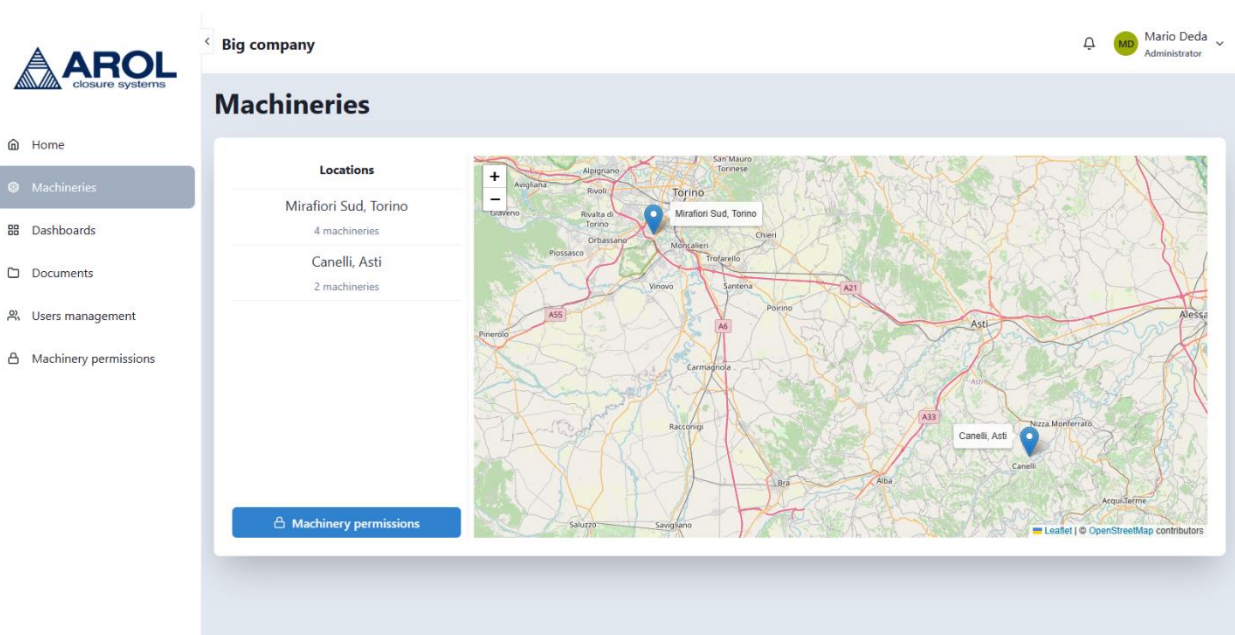 AROL
closure systems
Big company
MD
Mario Deda
Administrator
Home
Machineries
Dashboards
Documents
Users management
Machinery permissions
Machineries
Locations
Mirafiori Sud, Torino
4 machineries
Canelli, Asti
2 machineries
Machinery permissions
+
−
San Mauro
Torinese
Alpignano
Avigliana
Rivoli
Torino
Giaveno
Rivalta di
Torino
Mirafiori Sud, Torino
Orbassano
Chieri
Moncalieri
Piossasco
Trofarello
Vinovo
Santena
A21
Poirino
A55
A6
Asti
Alessa
Pinerolo
Carmagnola
Asti
A33
Racconigi
Nizza Monferrato
Canelli, Asti
Canelli
Bra
Alba
Acqui Terme
Saluzzo
Savigliano
Leaflet | © OpenStreetMap contributors